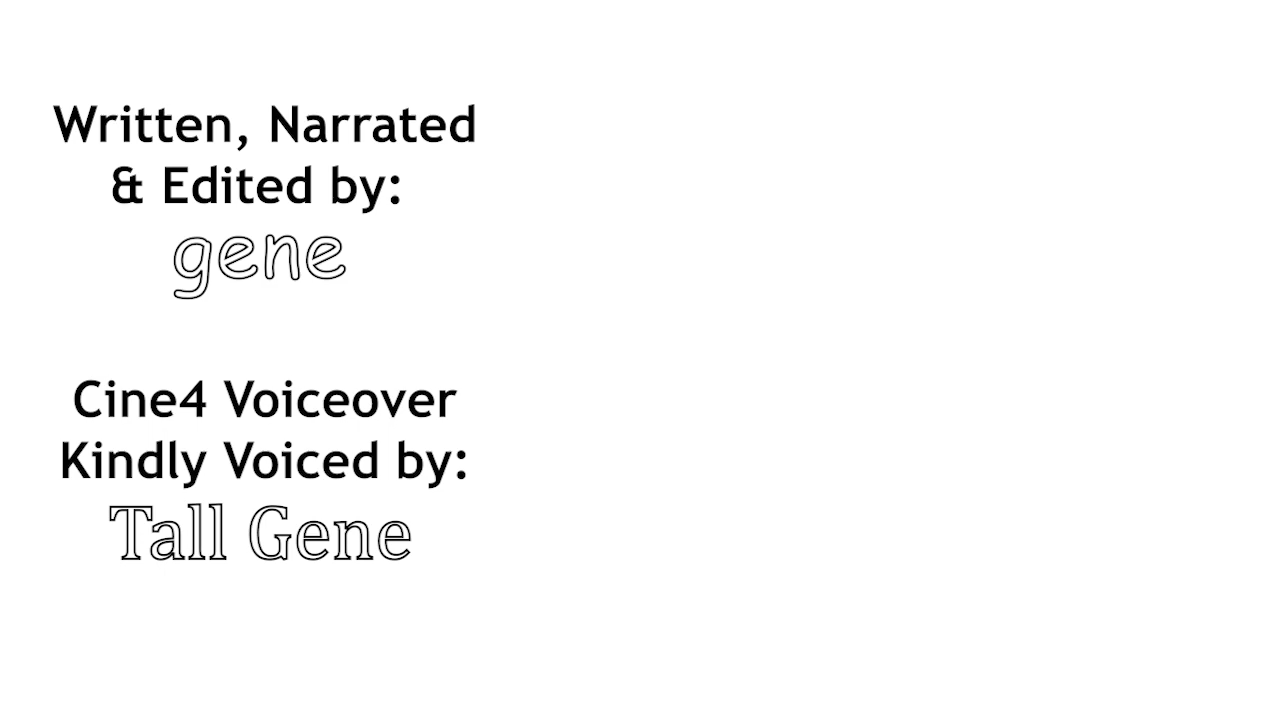 Written, Narrated
& Edited by:
gene
Cine4 Voiceover
Kindly Voiced by:
Tall Gene